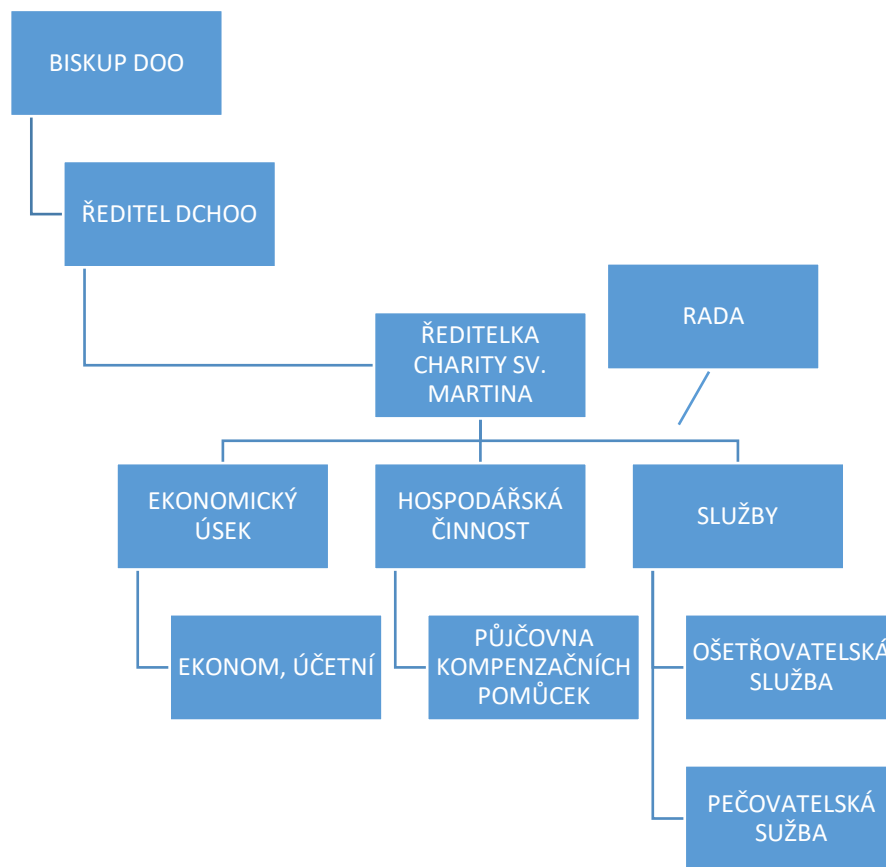 BISKUP DOO
ŘEDITEL DCHOO
RADA
ŘEDITELKA
CHARITY SV.
MARTINA
EKONOMICKÝ
ÚSEK
HOSPODÁŘSKÁ
ČINNOST
SLUŽBY
EKONOM, ÚČETNÍ
PŮJČOVNA
KOMPENZAČNÍCH
POMŮCEK
OŠETŘOVATELSKÁ
SLUŽBA
PEČOVATELSKÁ
SUŽBA